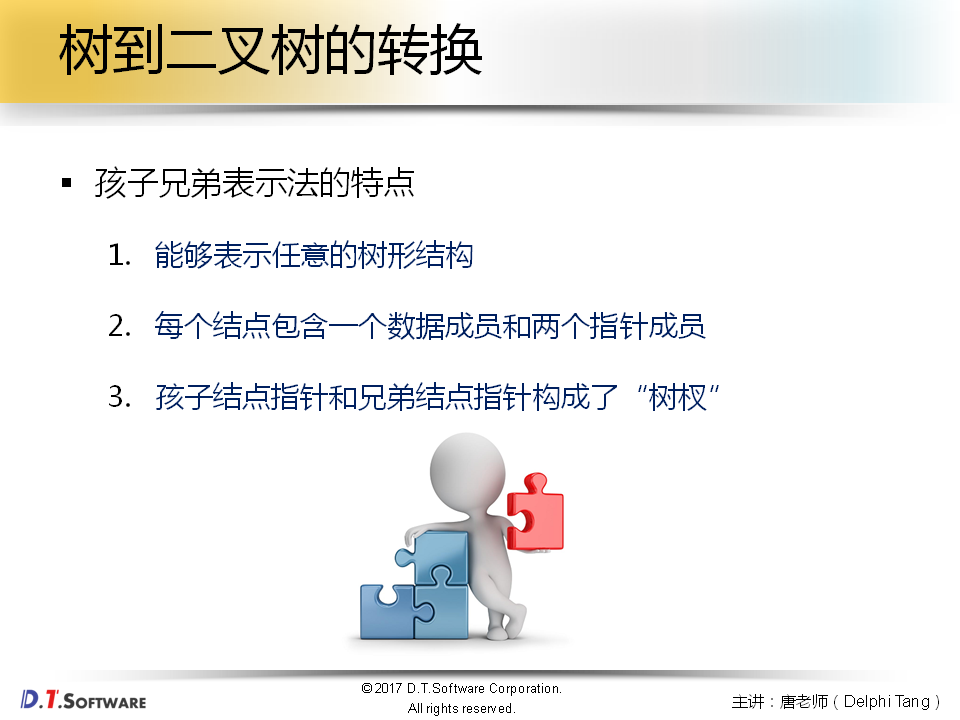 树到二叉树的转换
▪ 孩子兄弟表示法的特点
1. 能够表示任意的树形结构
2. 每个结点包含一个数据成员和两个指针成员
3. 孩子结点指针和兄弟结点指针构成了“树杈”
D.T.SOFTWARE
©2017 D.T.Software Corporation.
All rights reserved.
主讲：唐老师（Delphi Tang）